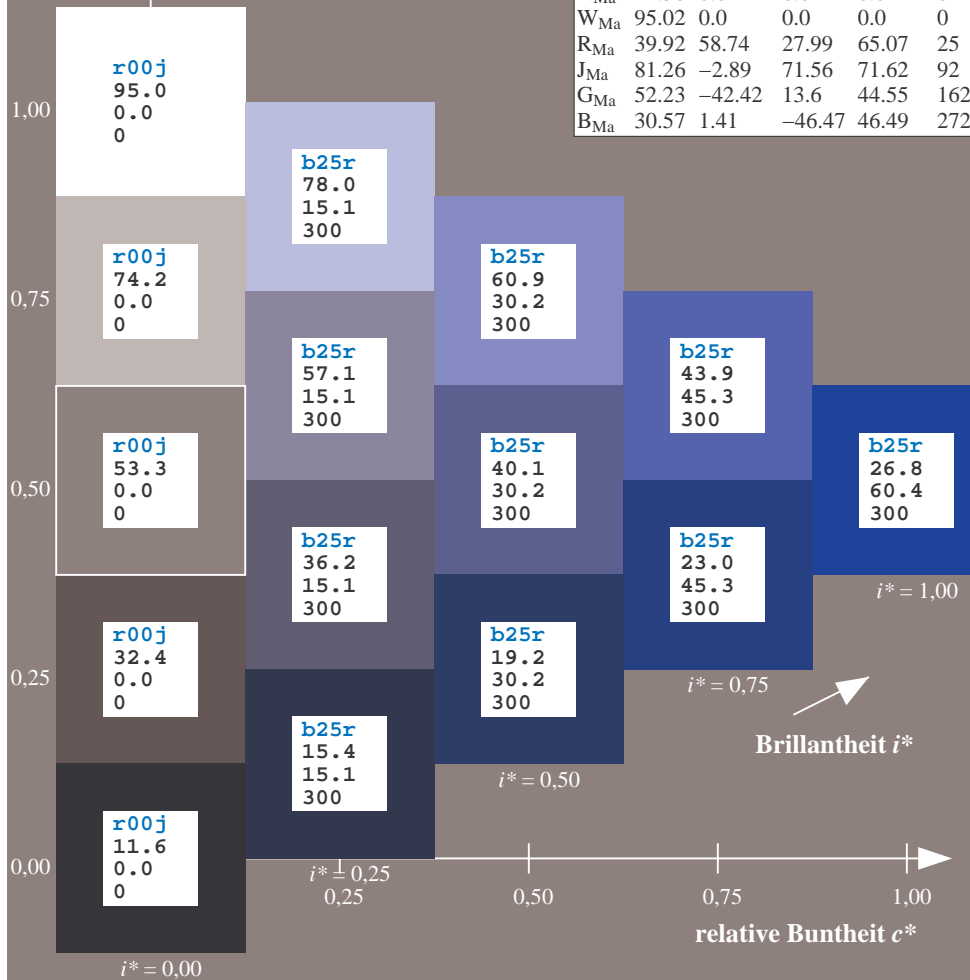 W_Ma 95.02 0.0 0.0 0.0 0
R_Ma 39.92 58.74 27.99 65.07 25
J_Ma 81.26 −2.89 71.56 71.62 92
G_Ma 52.23 −42.42 13.6 44.55 162
B_Ma 30.57 1.41 −46.47 46.49 272
r00j
95.0
0.0
0
1,00
b25r
78.0
15.1
300
r00j
74.2
0.0
0
b25r
60.9
30.2
300
0,75
b25r
57.1
15.1
300
b25r
43.9
45.3
300
r00j
53.3
0.0
0
b25r
40.1
30.2
300
b25r
26.8
60.4
300
0,50
b25r
36.2
15.1
300
b25r
23.0
45.3
300
i* = 1,00
r00j
32.4
0.0
0
b25r
19.2
30.2
300
0,25
i* = 0,75
b25r
15.4
15.1
300
Brillantheit i*
i* = 0,50
r00j
11.6
0.0
0
0,00
i* = 0,25
0,25 0,50 0,75 1,00
relative Buntheit c*
i* = 0,00